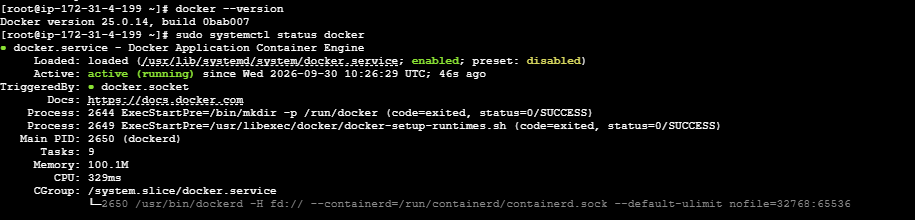 [root@ip-172-31-4-199 ~]# docker --version
Docker version 25.0.14, build 0bab007
[root@ip-172-31-4-199 ~]# sudo systemctl status docker
● docker.service - Docker Application Container Engine
Loaded: loaded (/usr/lib/systemd/system/docker.service; enabled; preset: disabled)
Active: active (running) since Wed 2026-09-30 10:26:29 UTC; 46s ago
TriggeredBy: ● docker.socket
Docs: https://docs.docker.com
Process: 2644 ExecStartPre=/bin/mkdir -p /run/docker (code=exited, status=0/SUCCESS)
Process: 2649 ExecStartPre=/usr/libexec/docker/docker-setup-runtimes.sh (code=exited, status=0/SUCCESS)
Main PID: 2650 (dockerd)
Tasks: 9
Memory: 100.1M
CPU: 329ms
CGroup: /system.slice/docker.service
└─2650 /usr/bin/dockerd -H fd:// --containerd=/run/containerd/containerd.sock --default-ulimit nofile=32768:65536